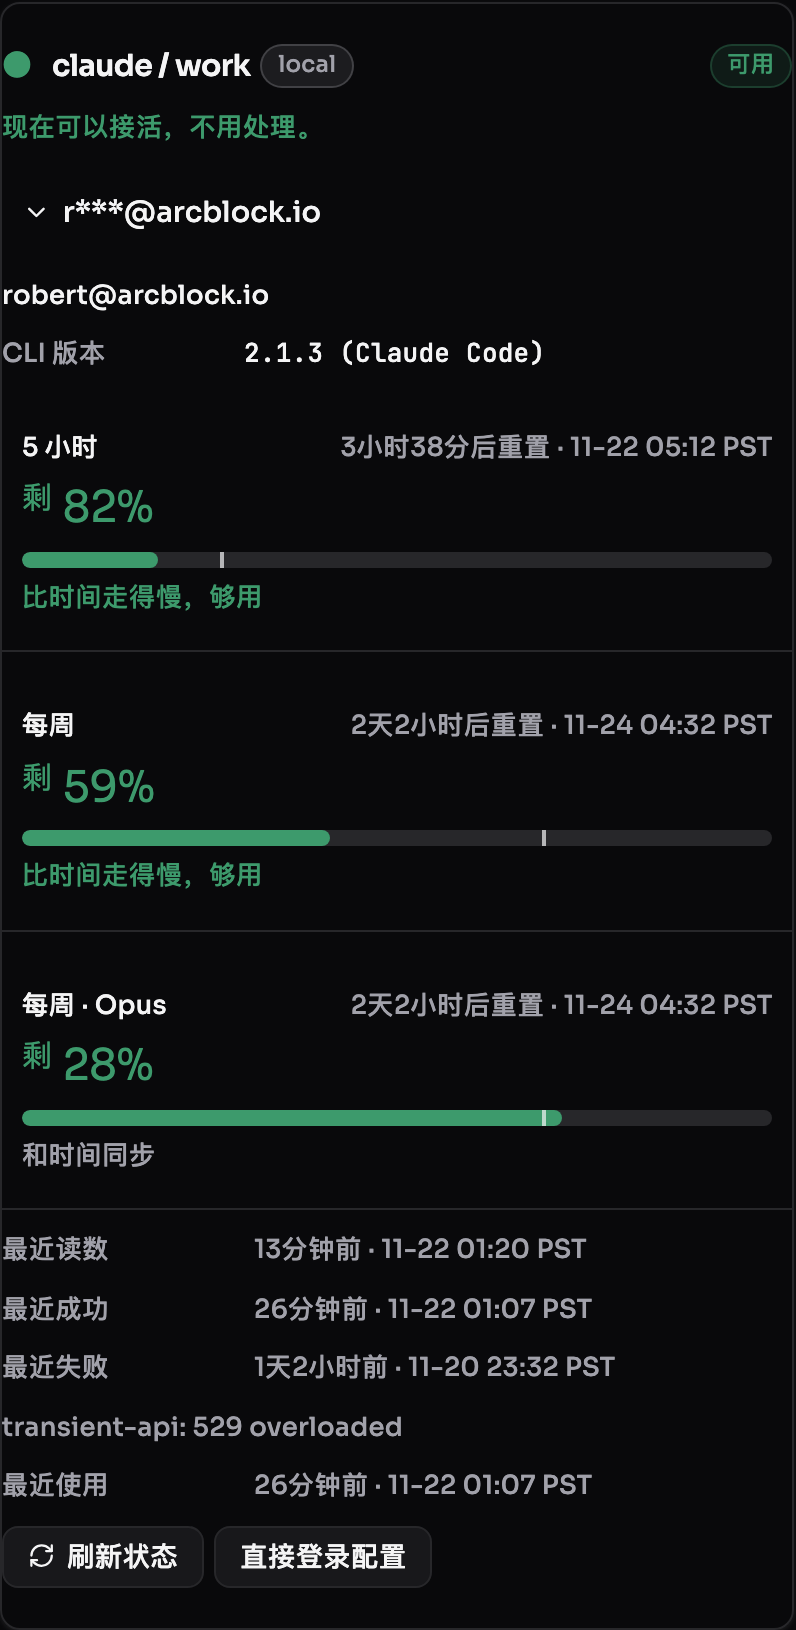 claude / work local 可用
现在可以接活，不用处理。
r***@arcblock.io
robert@arcblock.io
CLI 版本 2.1.3 (Claude Code)
5 小时 3小时38分后重置 · 11-22 05:12 PST
剩 82%
比时间走得慢，够用
每周 2天2小时后重置 · 11-24 04:32 PST
剩 59%
比时间走得慢，够用
每周 · Opus 2天2小时后重置 · 11-24 04:32 PST
剩 28%
和时间同步
最近读数 13分钟前 · 11-22 01:20 PST
最近成功 26分钟前 · 11-22 01:07 PST
最近失败 1天2小时前 · 11-20 23:32 PST
transient-api: 529 overloaded
最近使用 26分钟前 · 11-22 01:07 PST
刷新状态 直接登录配置